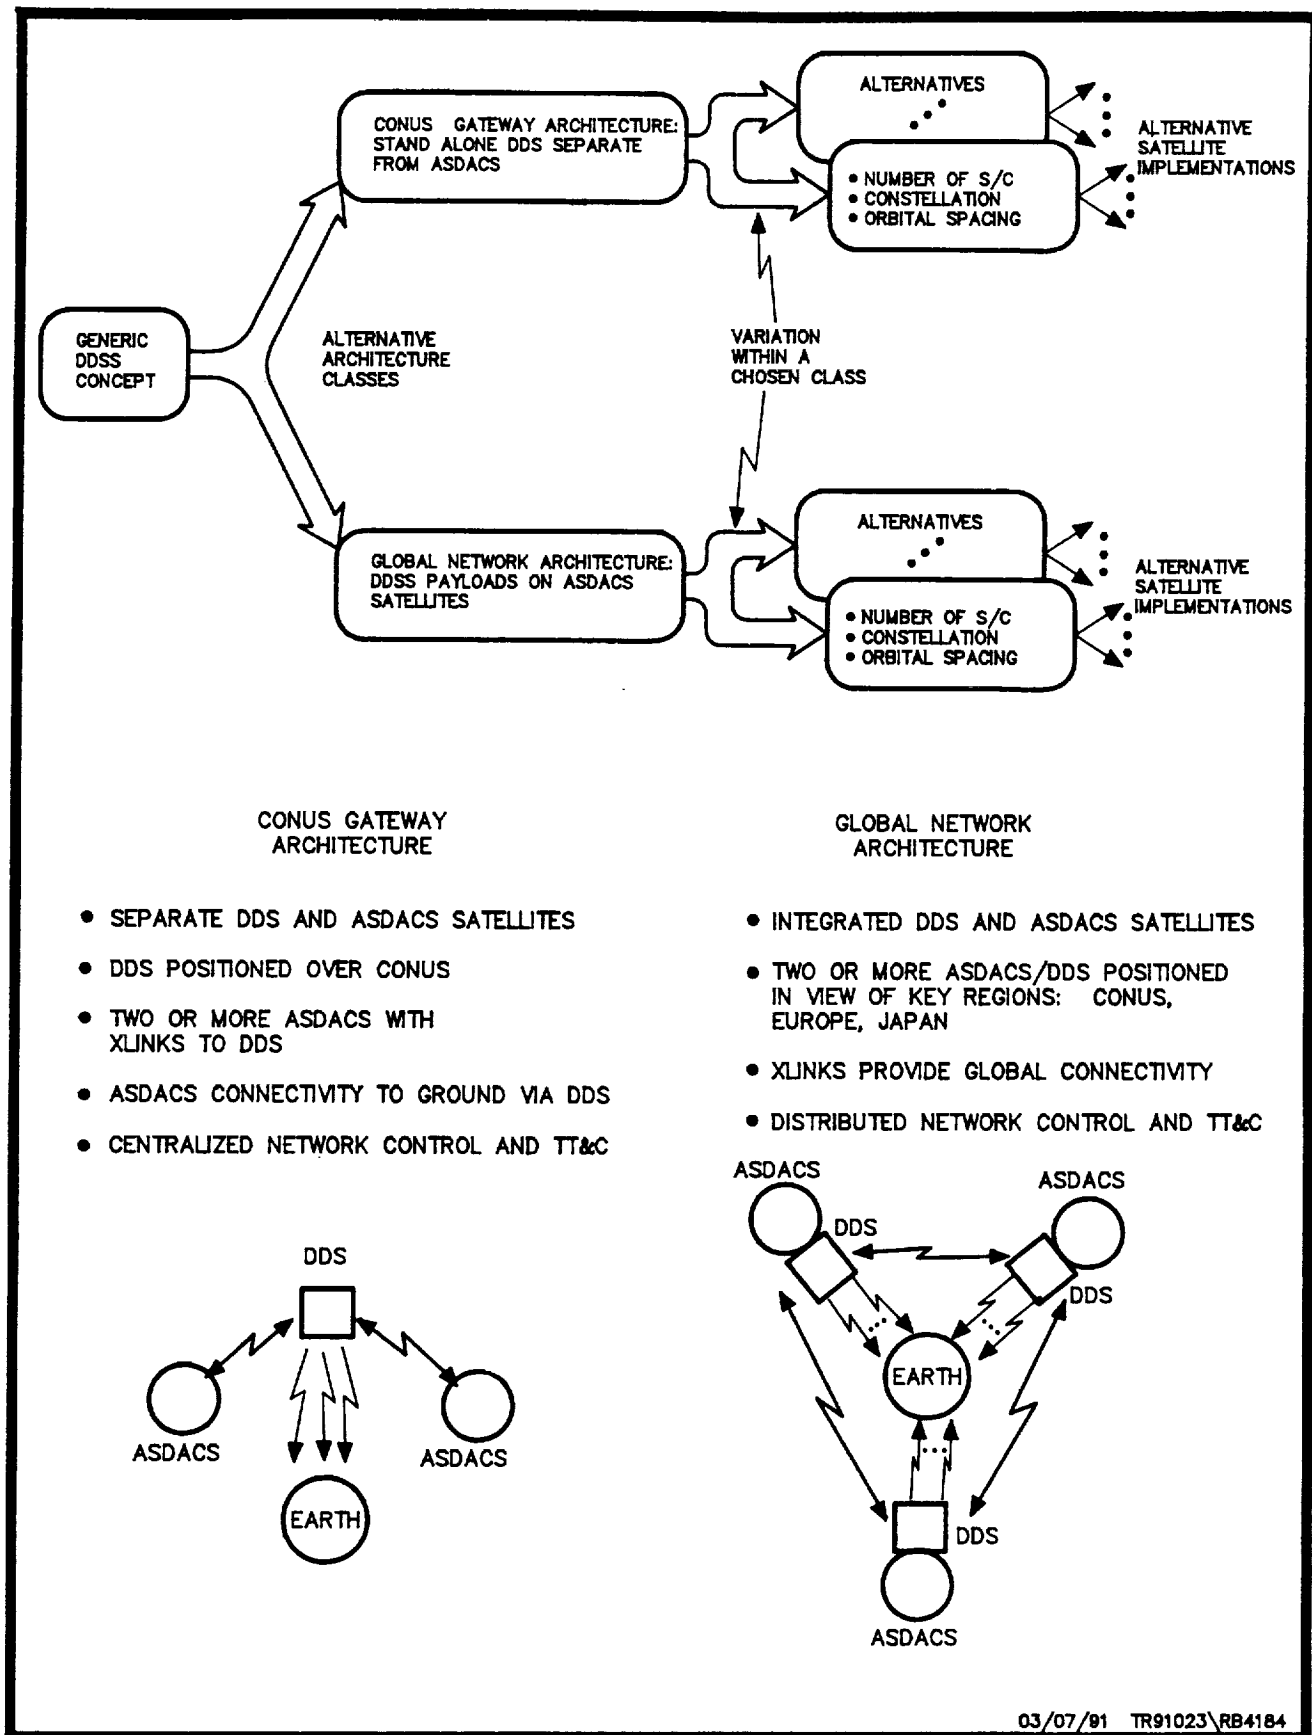 ALTERNATIVES
CONUS GATEWAY ARCHITECTURE:
STAND ALONE DDS SEPARATE
FROM ASDACS
ALTERNATIVE
SATELLITE
IMPLEMENTATIONS
• NUMBER OF S/C
• CONSTELLATION
• ORBITAL SPACING
GENERIC
DDSS
CONCEPT
ALTERNATIVE
ARCHITECTURE
CLASSES
VARIATION
WITHIN A
CHOSEN CLASS
ALTERNATIVES
GLOBAL NETWORK ARCHITECTURE:
DDSS PAYLOADS ON ASDACS
SATELLITES
ALTERNATIVE
SATELLITE
IMPLEMENTATIONS
• NUMBER OF S/C
• CONSTELLATION
• ORBITAL SPACING
CONUS GATEWAY
ARCHITECTURE
• SEPARATE DDS AND ASDACS SATELLITES
• DDS POSITIONED OVER CONUS
• TWO OR MORE ASDACS WITH
XLINKS TO DDS
• ASDACS CONNECTIVITY TO GROUND VIA DDS
• CENTRALIZED NETWORK CONTROL AND TT&C
DDS
ASDACS
ASDACS
EARTH
GLOBAL NETWORK
ARCHITECTURE
• INTEGRATED DDS AND ASDACS SATELLITES
• TWO OR MORE ASDACS/DDS POSITIONED
IN VIEW OF KEY REGIONS: CONUS,
EUROPE, JAPAN
• XLINKS PROVIDE GLOBAL CONNECTIVITY
• DISTRIBUTED NETWORK CONTROL AND TT&C
ASDACS
ASDACS
DDS
DDS
EARTH
DDS
ASDACS
03/07/91 TR91023\RB4184